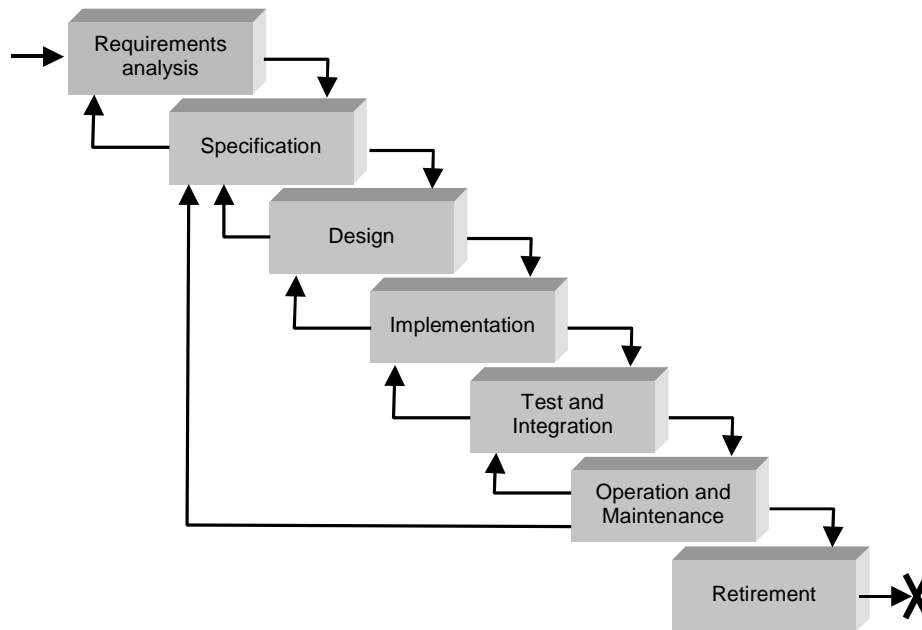 Requirements
analysis
Specification
Design
Implementation
Test and
Integration
Operation and
Maintenance
Retirement